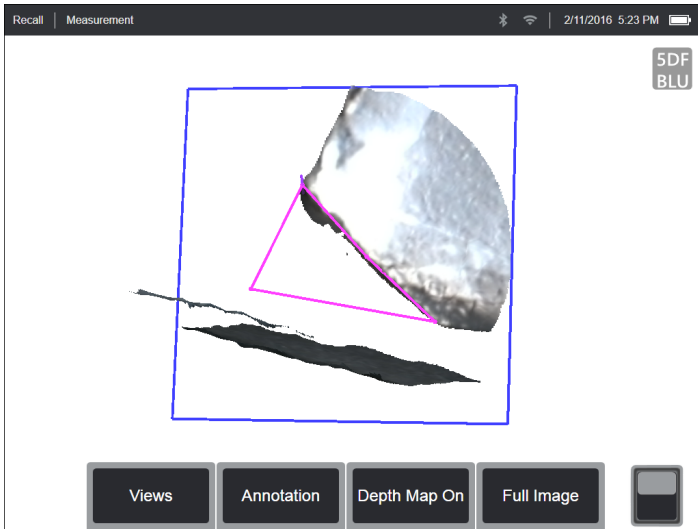 Recall | Measurement
2/11/2016 5:23 PM
5DF
BLU
Views
Annotation
Depth Map On
Full Image